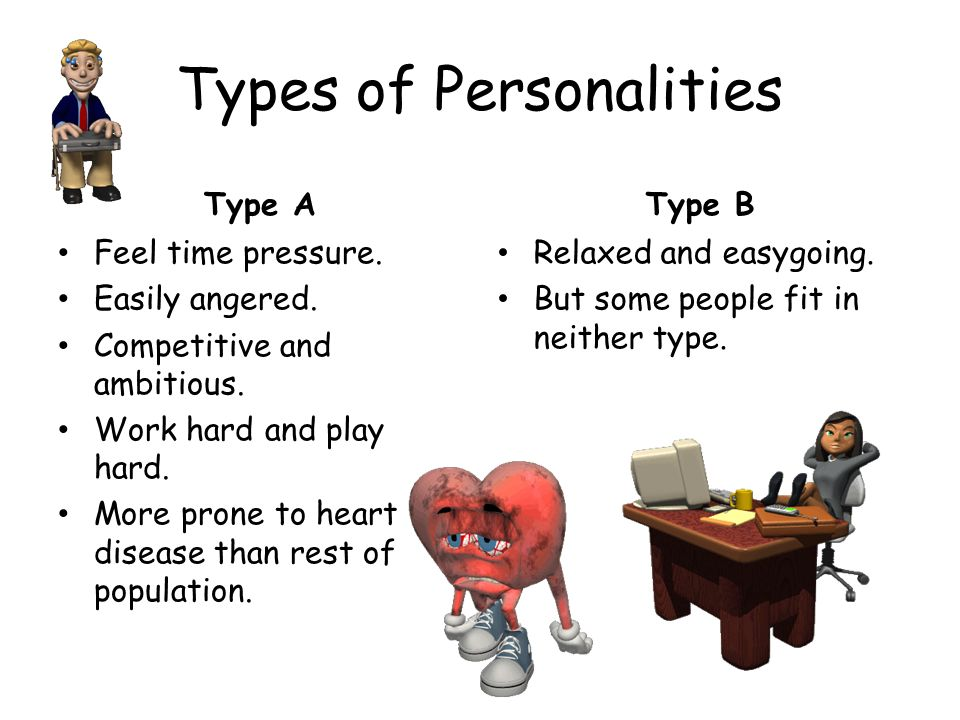 Types of Personalities
Type A
• Feel time pressure.
• Easily angered.
• Competitive and
ambitious.
• Work hard and play
hard.
• More prone to heart
disease than rest of
population.
Type B
• Relaxed and easygoing.
• But some people fit in
neither type.